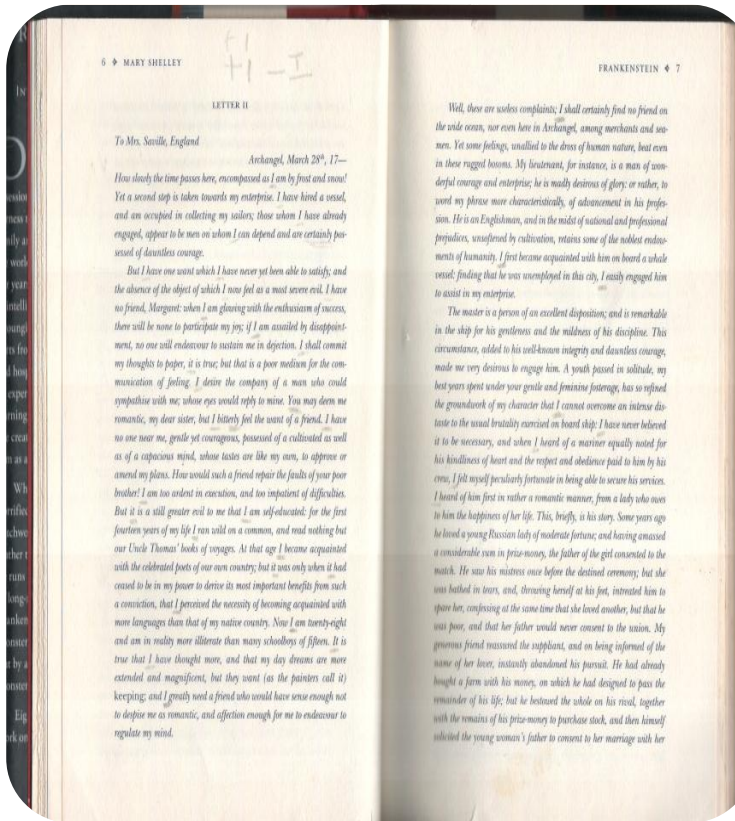 6 ❖ MARY SHELLEY
+1
+1 – I
LETTER II
To Mrs. Saville, England
Archangel, March 28th, 17—
How slowly the time passes here, encompassed as I am by frost and snow!
Yet a second step is taken towards my enterprise. I have hired a vessel,
and am occupied in collecting my sailors; those whom I have already
engaged, appear to be men on whom I can depend and are certainly pos-
sessed of dauntless courage.
But I have one want which I have never yet been able to satisfy; and
the absence of the object of which I now feel as a most severe evil. I have
no friend, Margaret: when I am glowing with the enthusiasm of success,
there will be none to participate my joy; if I am assailed by disappoint-
ment, no one will endeavour to sustain me in dejection. I shall commit
my thoughts to paper, it is true; but that is a poor medium for the com-
munication of feeling. I desire the company of a man who could
sympathise with me; whose eyes would reply to mine. You may deem me
romantic, my dear sister, but I bitterly feel the want of a friend. I have
no one near me, gentle yet courageous, possessed of a cultivated as well
as of a capacious mind, whose tastes are like my own, to approve or
amend my plans. How would such a friend repair the faults of your poor
brother! I am too ardent in execution, and too impatient of difficulties.
But it is a still greater evil to me that I am self-educated: for the first
fourteen years of my life I ran wild on a common, and read nothing but
our Uncle Thomas' books of voyages. At that age I became acquainted
with the celebrated poets of our own country; but it was only when it had
ceased to be in my power to derive its most important benefits from such
a conviction, that I perceived the necessity of becoming acquainted with
more languages than that of my native country. Now I am twenty-eight
and am in reality more illiterate than many schoolboys of fifteen. It is
true that I have thought more, and that my day dreams are more
extended and magnificent, but they want (as the painters call it)
keeping; and I greatly need a friend who would have sense enough not
to despise me as romantic, and affection enough for me to endeavour to
regulate my mind.
FRANKENSTEIN ❖ 7
Well, these are useless complaints; I shall certainly find no friend on
the wide ocean, nor even here in Archangel, among merchants and sea-
men. Yet some feelings, unallied to the dross of human nature, beat even
in these rugged bosoms. My lieutenant, for instance, is a man of won-
derful courage and enterprise; he is madly desirous of glory: or rather, to
word my phrase more characteristically, of advancement in his profes-
sion. He is an Englishman, and in the midst of national and professional
prejudices, unsoftened by cultivation, retains some of the noblest endow-
ments of humanity. I first became acquainted with him on board a whale
vessel: finding that he was unemployed in this city, I easily engaged him
to assist in my enterprise.
The master is a person of an excellent disposition; and is remarkable
in the ship for his gentleness and the mildness of his discipline. This
circumstance, added to his well-known integrity and dauntless courage,
made me very desirous to engage him. A youth passed in solitude, my
best years spent under your gentle and feminine fosterage, has so refined
the groundwork of my character that I cannot overcome an intense dis-
taste to the usual brutality exercised on board ship: I have never believed
it to be necessary, and when I heard of a mariner equally noted for
his kindliness of heart and the respect and obedience paid to him by his
crew, I felt myself peculiarly fortunate in being able to secure his services.
I heard of him first in rather a romantic manner, from a lady who owes
to him the happiness of her life. This, briefly, is his story. Some years ago
he loved a young Russian lady of moderate fortune; and having amassed
a considerable sum in prize-money, the father of the girl consented to the
match. He saw his mistress once before the destined ceremony; but she
was bathed in tears, and, throwing herself at his feet, intreated him to
spare her, confessing at the same time that she loved another, but that he
was poor, and that her father would never consent to the union. My
generous friend reassured the suppliant, and on being informed of the
name of her lover, instantly abandoned his pursuit. He had already
bought a farm with his money, on which he had designed to pass the
remainder of his life; but he bestowed the whole on his rival, together
with the remains of his prize-money to purchase stock, and then himself
solicited the young woman's father to consent to her marriage with her